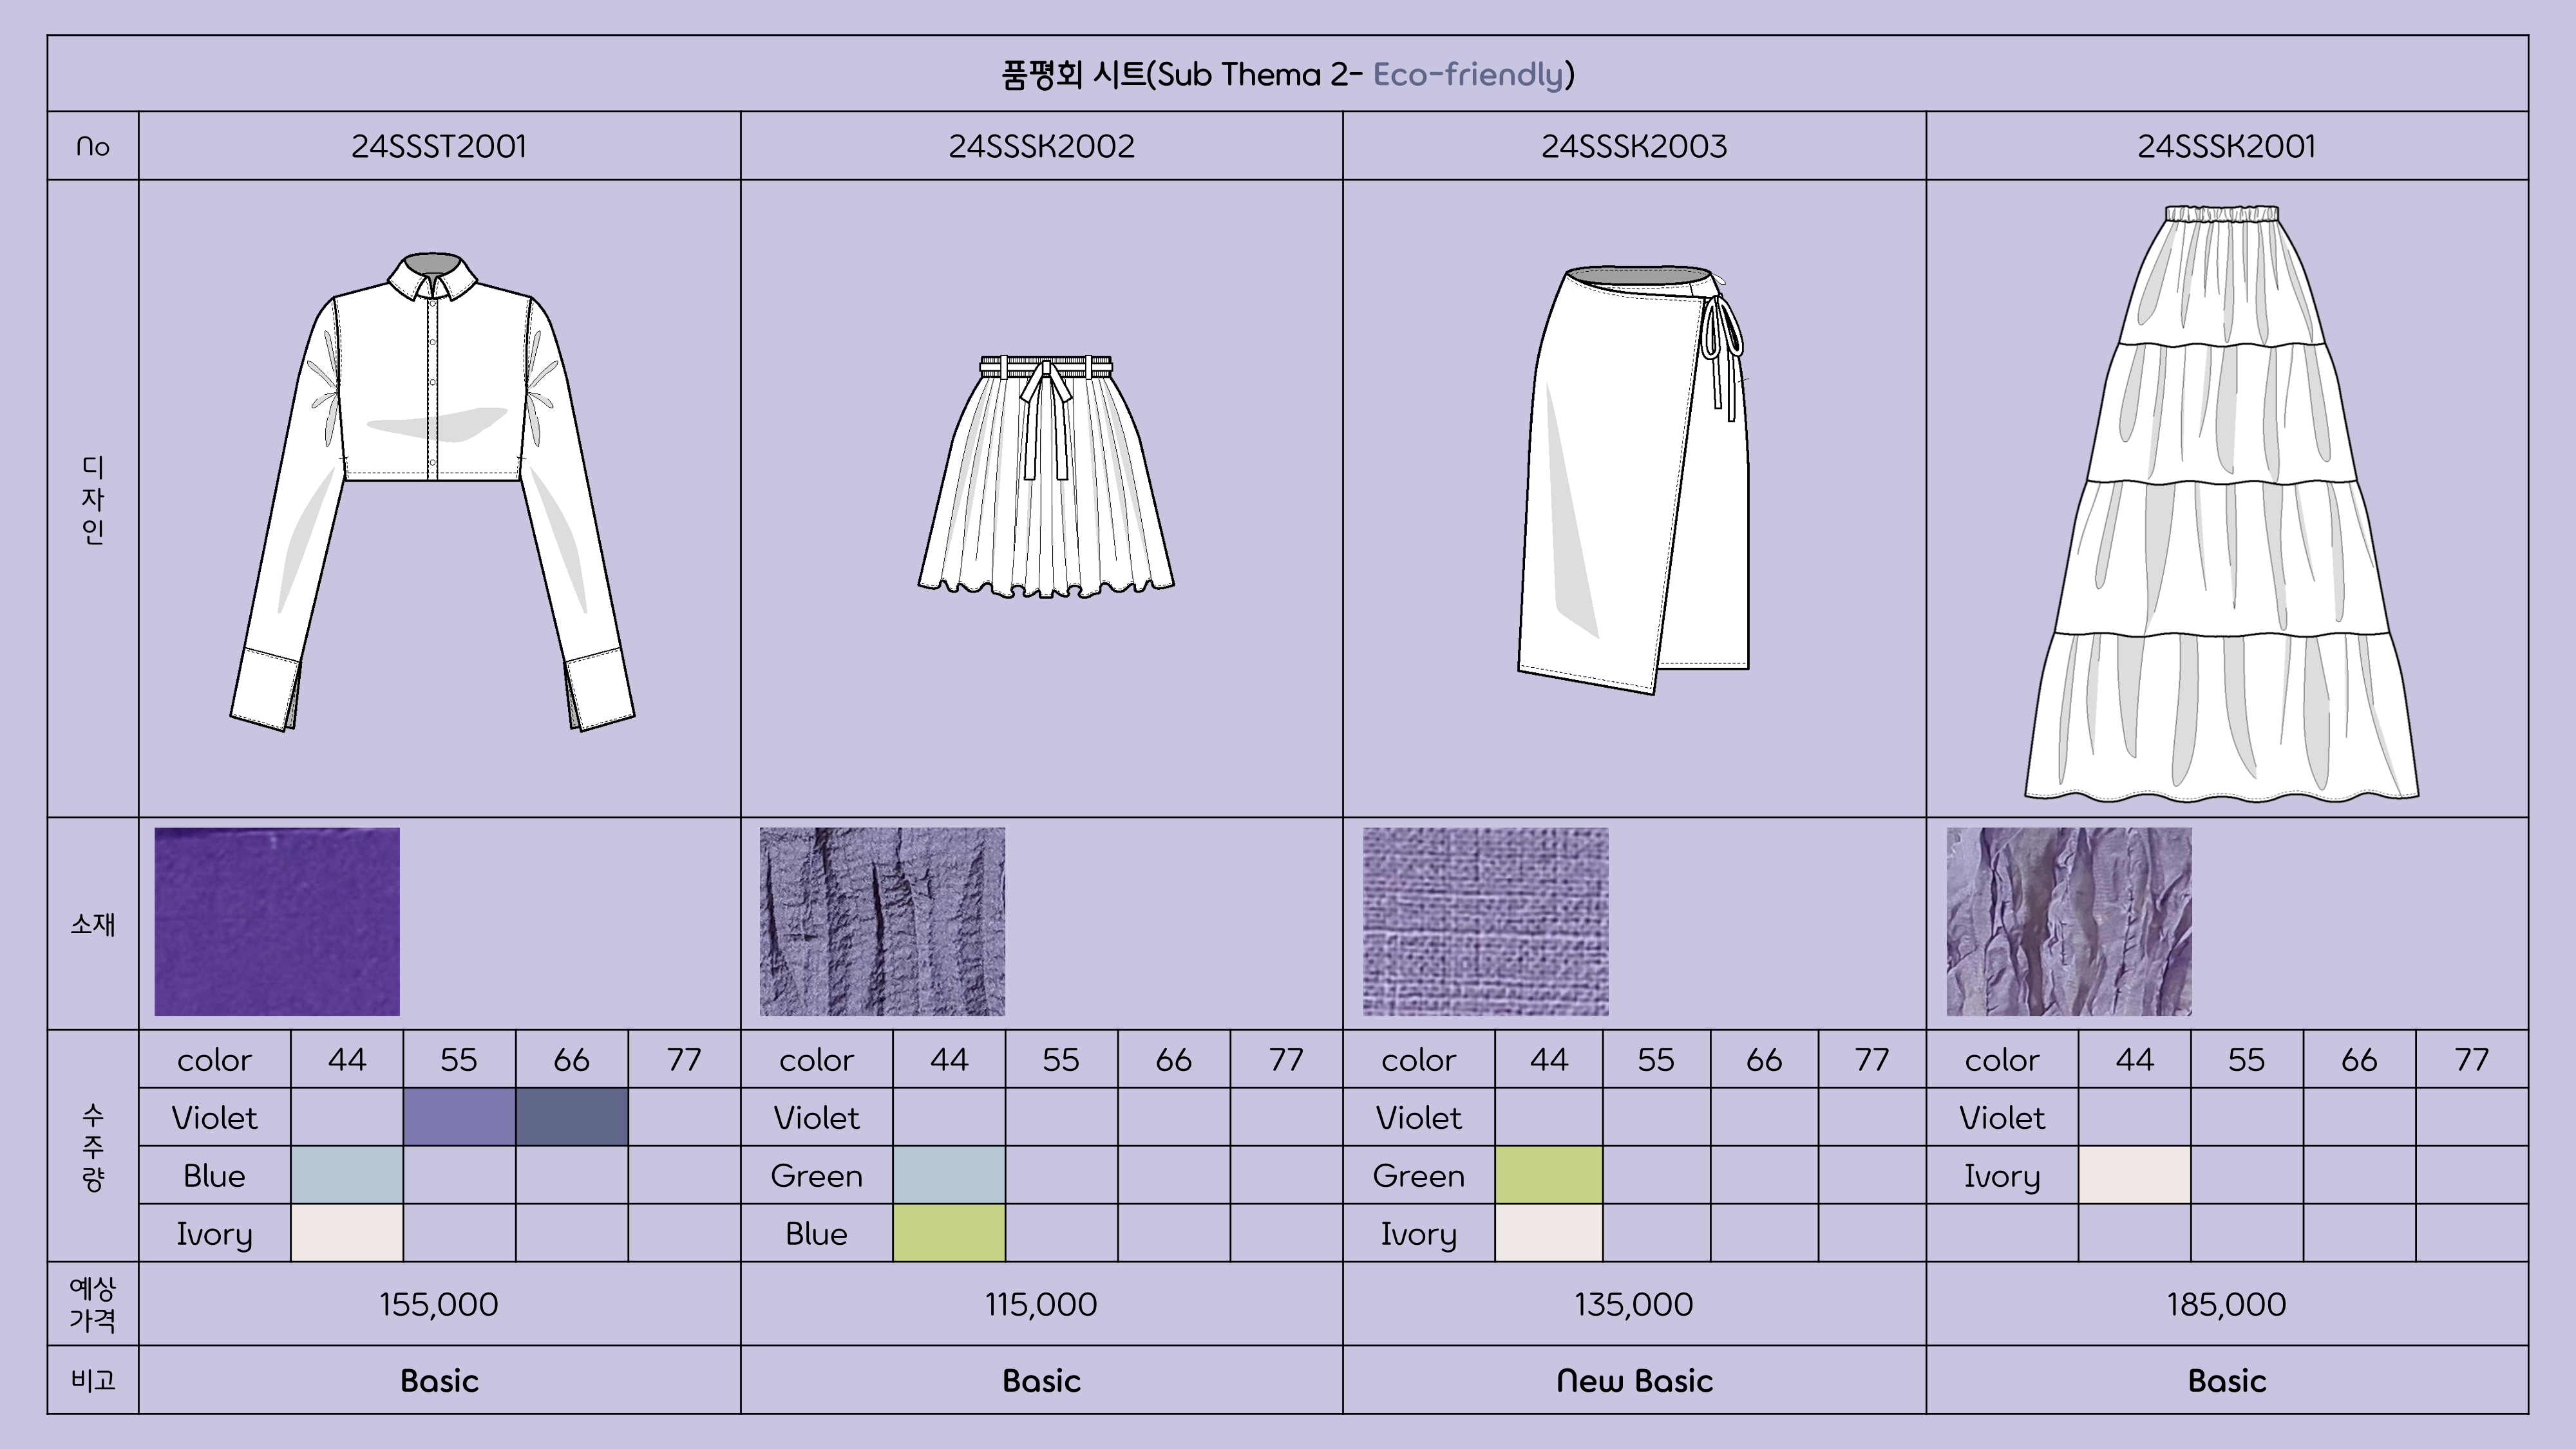 품평회 시트(Sub Thema 2- Eco-friendly)
No 24SSST2001 24SSSK2002 24SSSK2003 24SSSK2001
디
자
인
소재
수
주
량
color 44 55 66 77 color 44 55 66 77 color 44 55 66 77 color 44 55 66 77
Violet Violet Violet Violet
Blue Green Green Ivory
Ivory Blue Ivory
예상
가격
155,000 115,000 135,000 185,000
비고 Basic Basic New Basic Basic